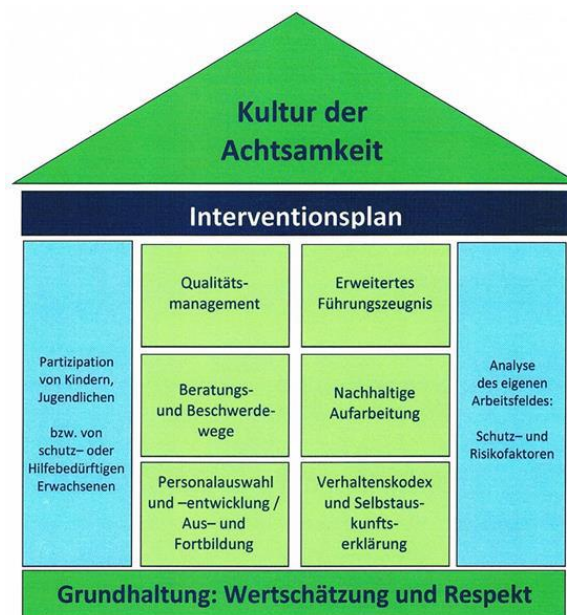 Kultur der
Achtsamkeit
Interventionsplan
Partizipation
von Kindern,
Jugendlichen
bzw. von
schutz– oder
Hilfebedürftigen
Erwachsenen
Qualitäts-
management
Erweitertes
Führungszeugnis
Beratungs-
und Beschwerde-
wege
Nachhaltige
Aufarbeitung
Personalauswahl
und –entwicklung /
Aus– und
Fortbildung
Verhaltenskodex
und Selbstaus-
kunfts-
erklärung
Analyse
des eigenen
Arbeitsfeldes:
Schutz– und
Risikofaktoren
Grundhaltung: Wertschätzung und Respekt